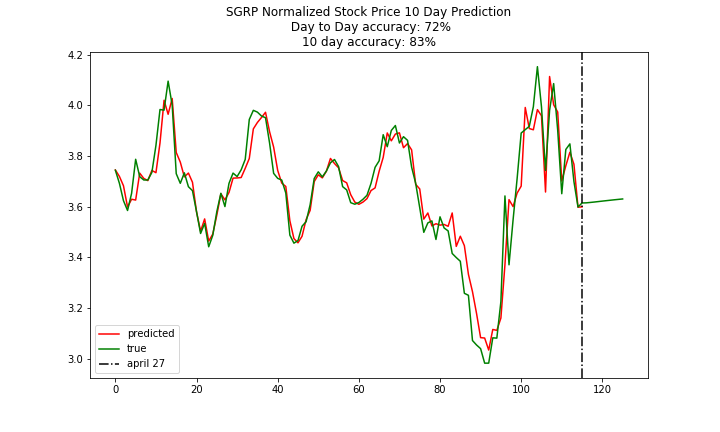 SGRP Normalized Stock Price 10 Day Prediction
Day to Day accuracy: 72%
10 day accuracy: 83%
4.2
4.0
3.8
3.6
3.4
3.2
3.0
predicted
true
april 27
0 20 40 60 80 100 120